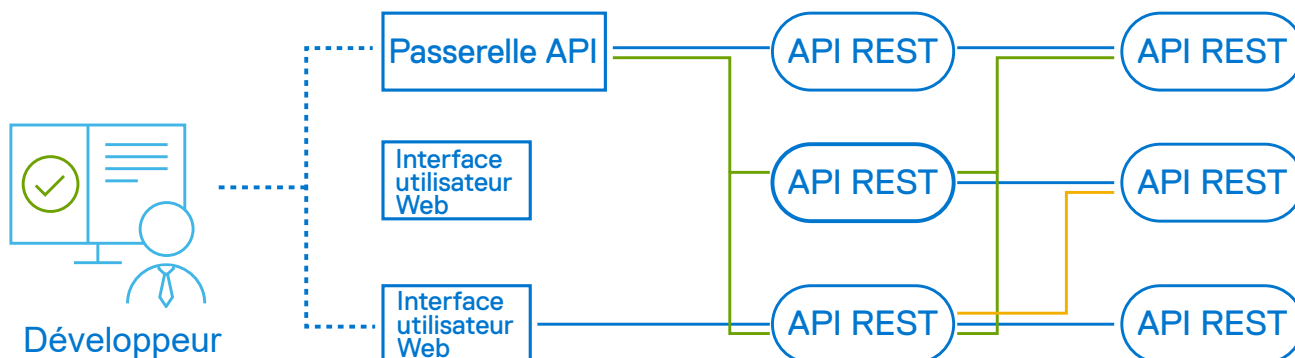 Passerelle API
API REST
API REST
Interface
utilisateur
Web
API REST
API REST
Interface
utilisateur
Web
API REST
API REST
Développeur